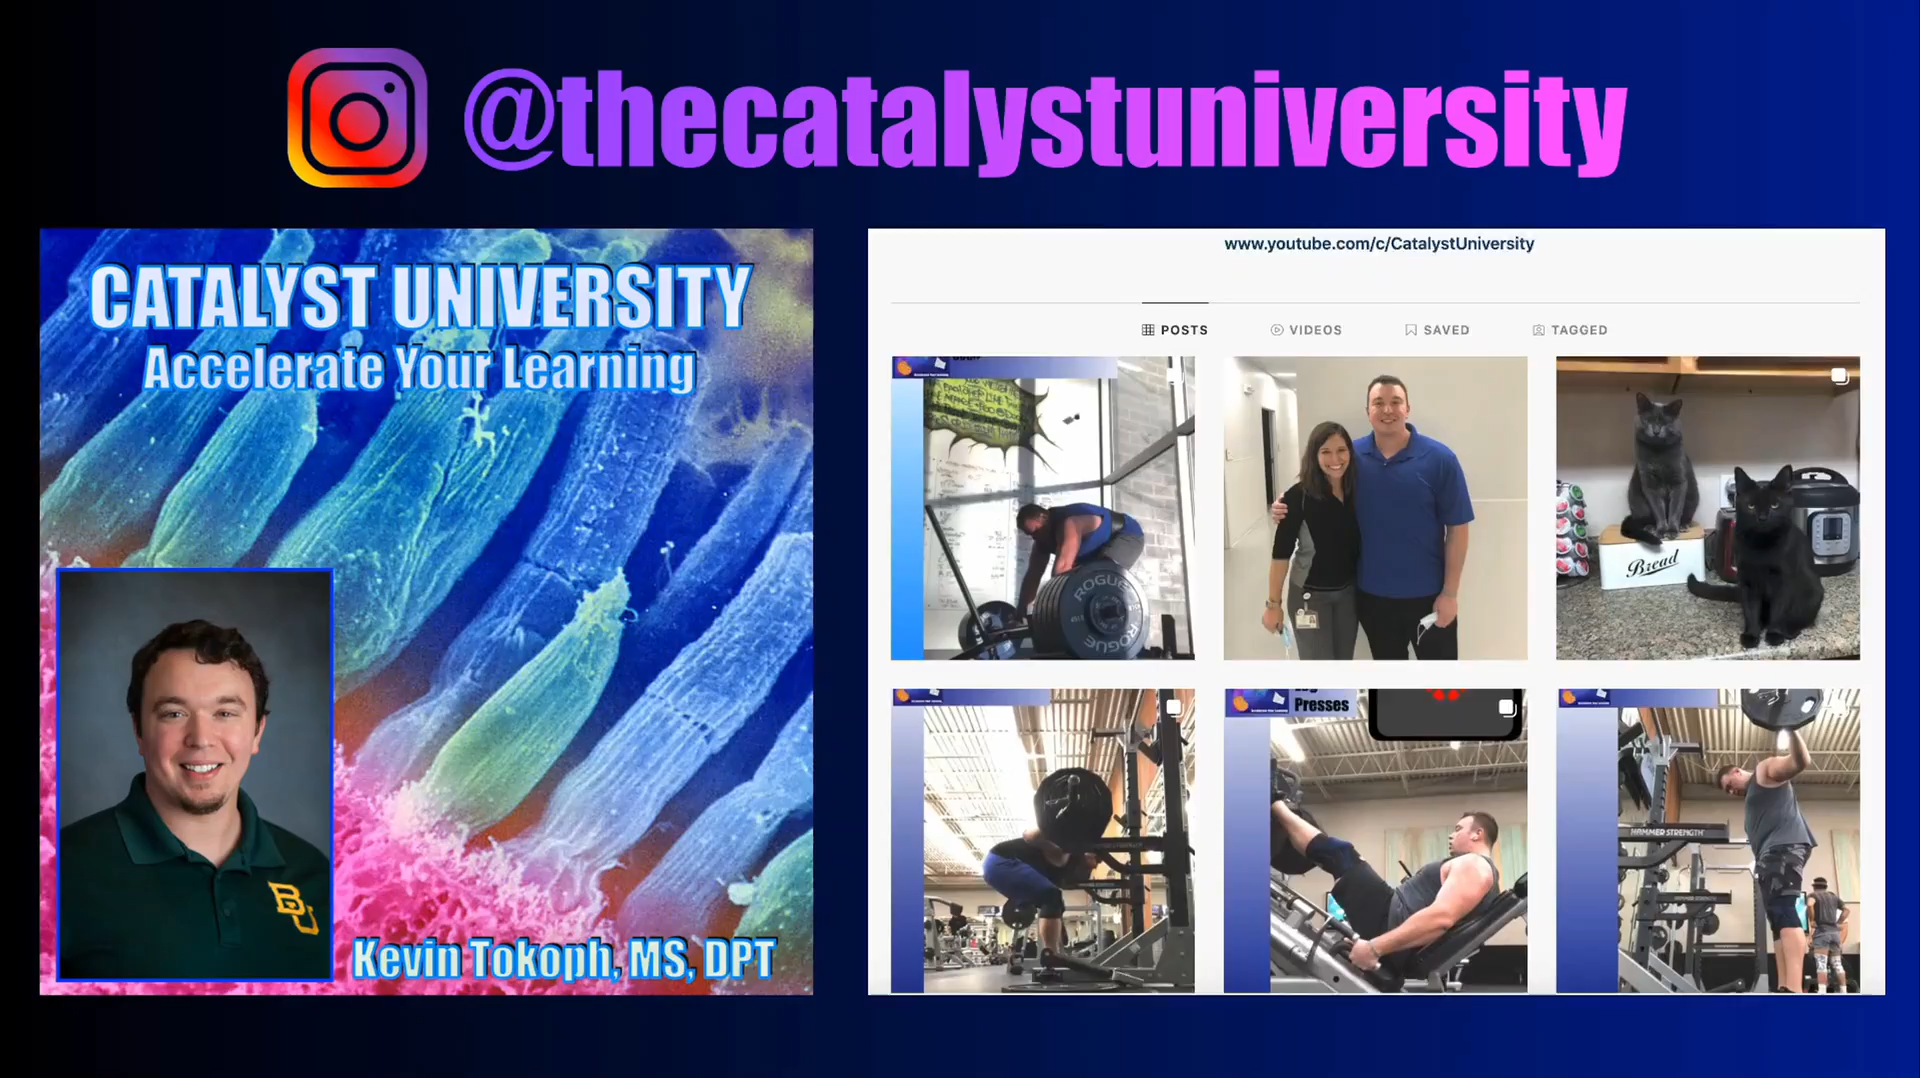 @thecatalystuniversity
CATALYST UNIVERSITY
Accelerate Your Learning
BU
Kevin Tokoph, MS, DPT
www.youtube.com/c/CatalystUniversity
POSTS
VIDEOS
SAVED
TAGGED
ROGUE
ROGUE
Bread
Presses
HAMMER STRENGTH